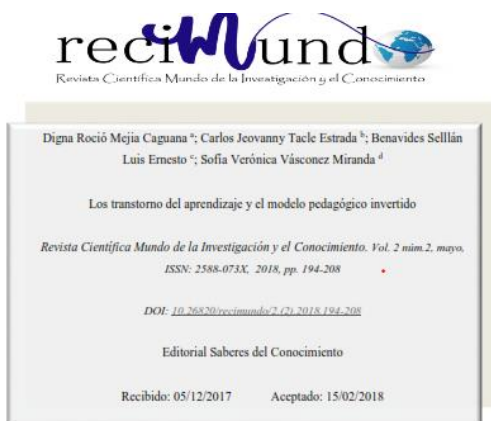 reciMundo
Revista Científica Mundo de la Investigación y el Conocimiento
Digna Roció Mejia Caguana a; Carlos Jeovanny Tacle Estrada b; Benavides Selllán
Luis Ernesto c; Sofía Verónica Vásconez Miranda d
Los transtorno del aprendizaje y el modelo pedagógico invertido
Revista Científica Mundo de la Investigación y el Conocimiento. Vol. 2 núm.2, mayo,
ISSN: 2588-073X, 2018, pp. 194-208
DOI: 10.26820/recimundo/2.(2).2018.194-208
Editorial Saberes del Conocimiento
Recibido: 05/12/2017 Aceptado: 15/02/2018